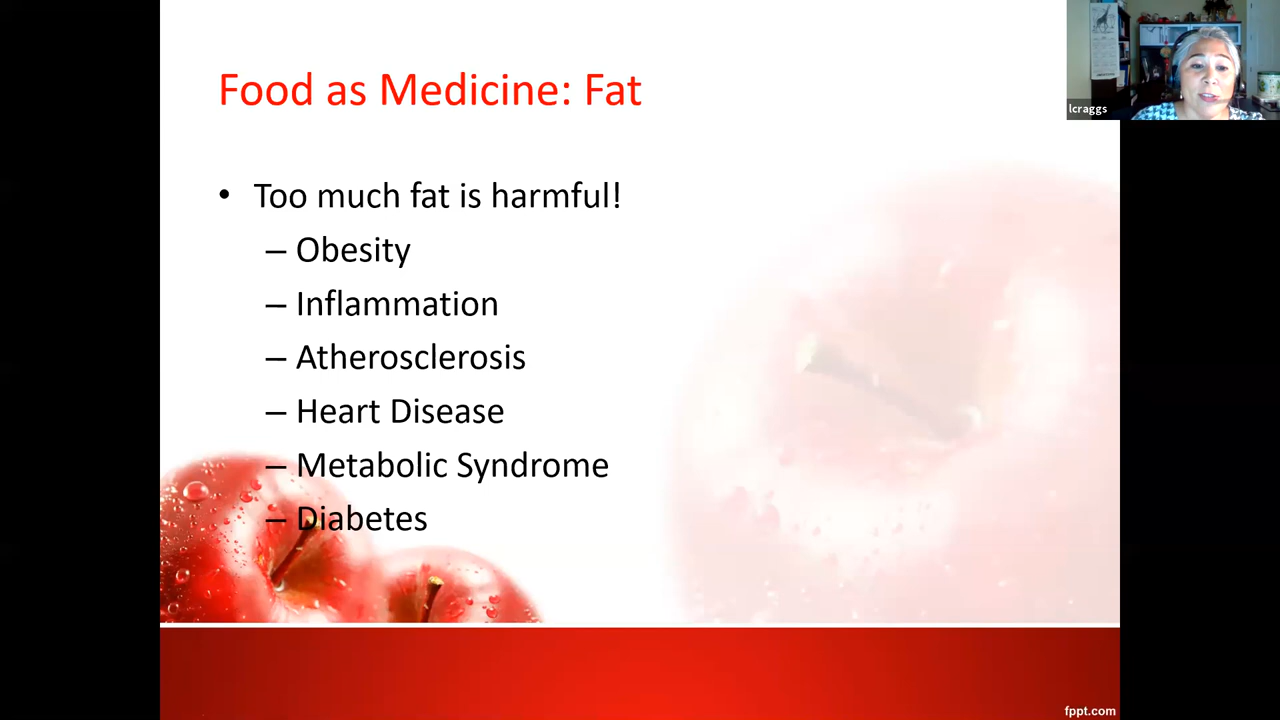 Food as Medicine: Fat
lcraggs
• Too much fat is harmful!
– Obesity
– Inflammation
– Atherosclerosis
– Heart Disease
– Metabolic Syndrome
– Diabetes
fppt.com